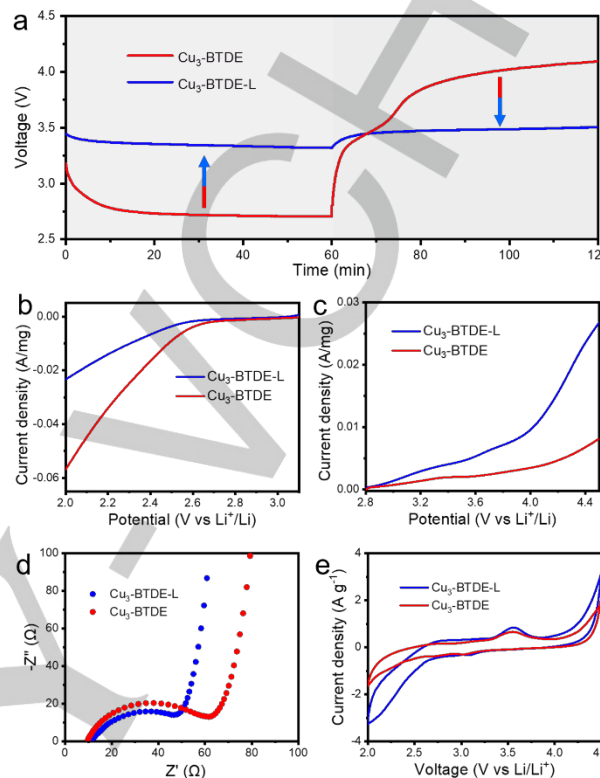 a
4.5
4.0
3.5
3.0
2.5
Voltage (V)
Cu₃-BTDE
Cu₃-BTDE-L
0 20 40 60 80 100 120
Time (min)
b
0.00
-0.02
-0.04
-0.06
Current density (A/mg)
Cu₃-BTDE-L
Cu₃-BTDE
2.0 2.2 2.4 2.6 2.8 3.0
Potential (V vs Li⁺/Li)
c
0.03
0.02
0.01
0.00
Current density (A/mg)
Cu₃-BTDE-L
Cu₃-BTDE
2.8 3.2 3.6 4.0 4.4
Potential (V vs Li⁺/Li)
d
100
80
60
40
20
0
-Z'' (Ω)
Cu₃-BTDE-L
Cu₃-BTDE
0 20 40 60 80 100
Z' (Ω)
e
4
2
0
-2
-4
Current density (A g⁻¹)
Cu₃-BTDE-L
Cu₃-BTDE
2.0 2.5 3.0 3.5 4.0 4.5
Voltage (V vs Li/Li⁺)